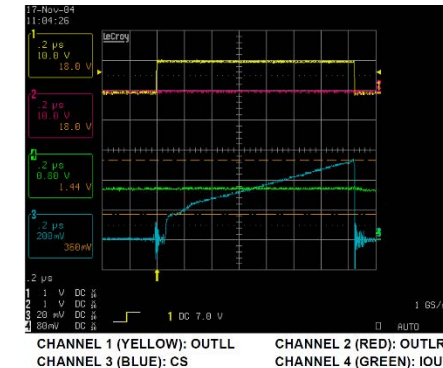 17-Nov-04
11:04:26
LeCroy
1
.2 µs
10.0 V
18.0 V
2
.2 µs
10.0 V
18.0 V
4
.2 µs
0.80 V
1.44 V
3
.2 µs
200mV
360mV
.2 µs
1 1 V DC
2 1 V DC
3 20 mV DC
4 80mV DC
1 DC 7.0 V
1 GS/
AUTO
CHANNEL 1 (YELLOW): OUTLL CHANNEL 2 (RED): OUTLR
CHANNEL 3 (BLUE): CS CHANNEL 4 (GREEN): IOU